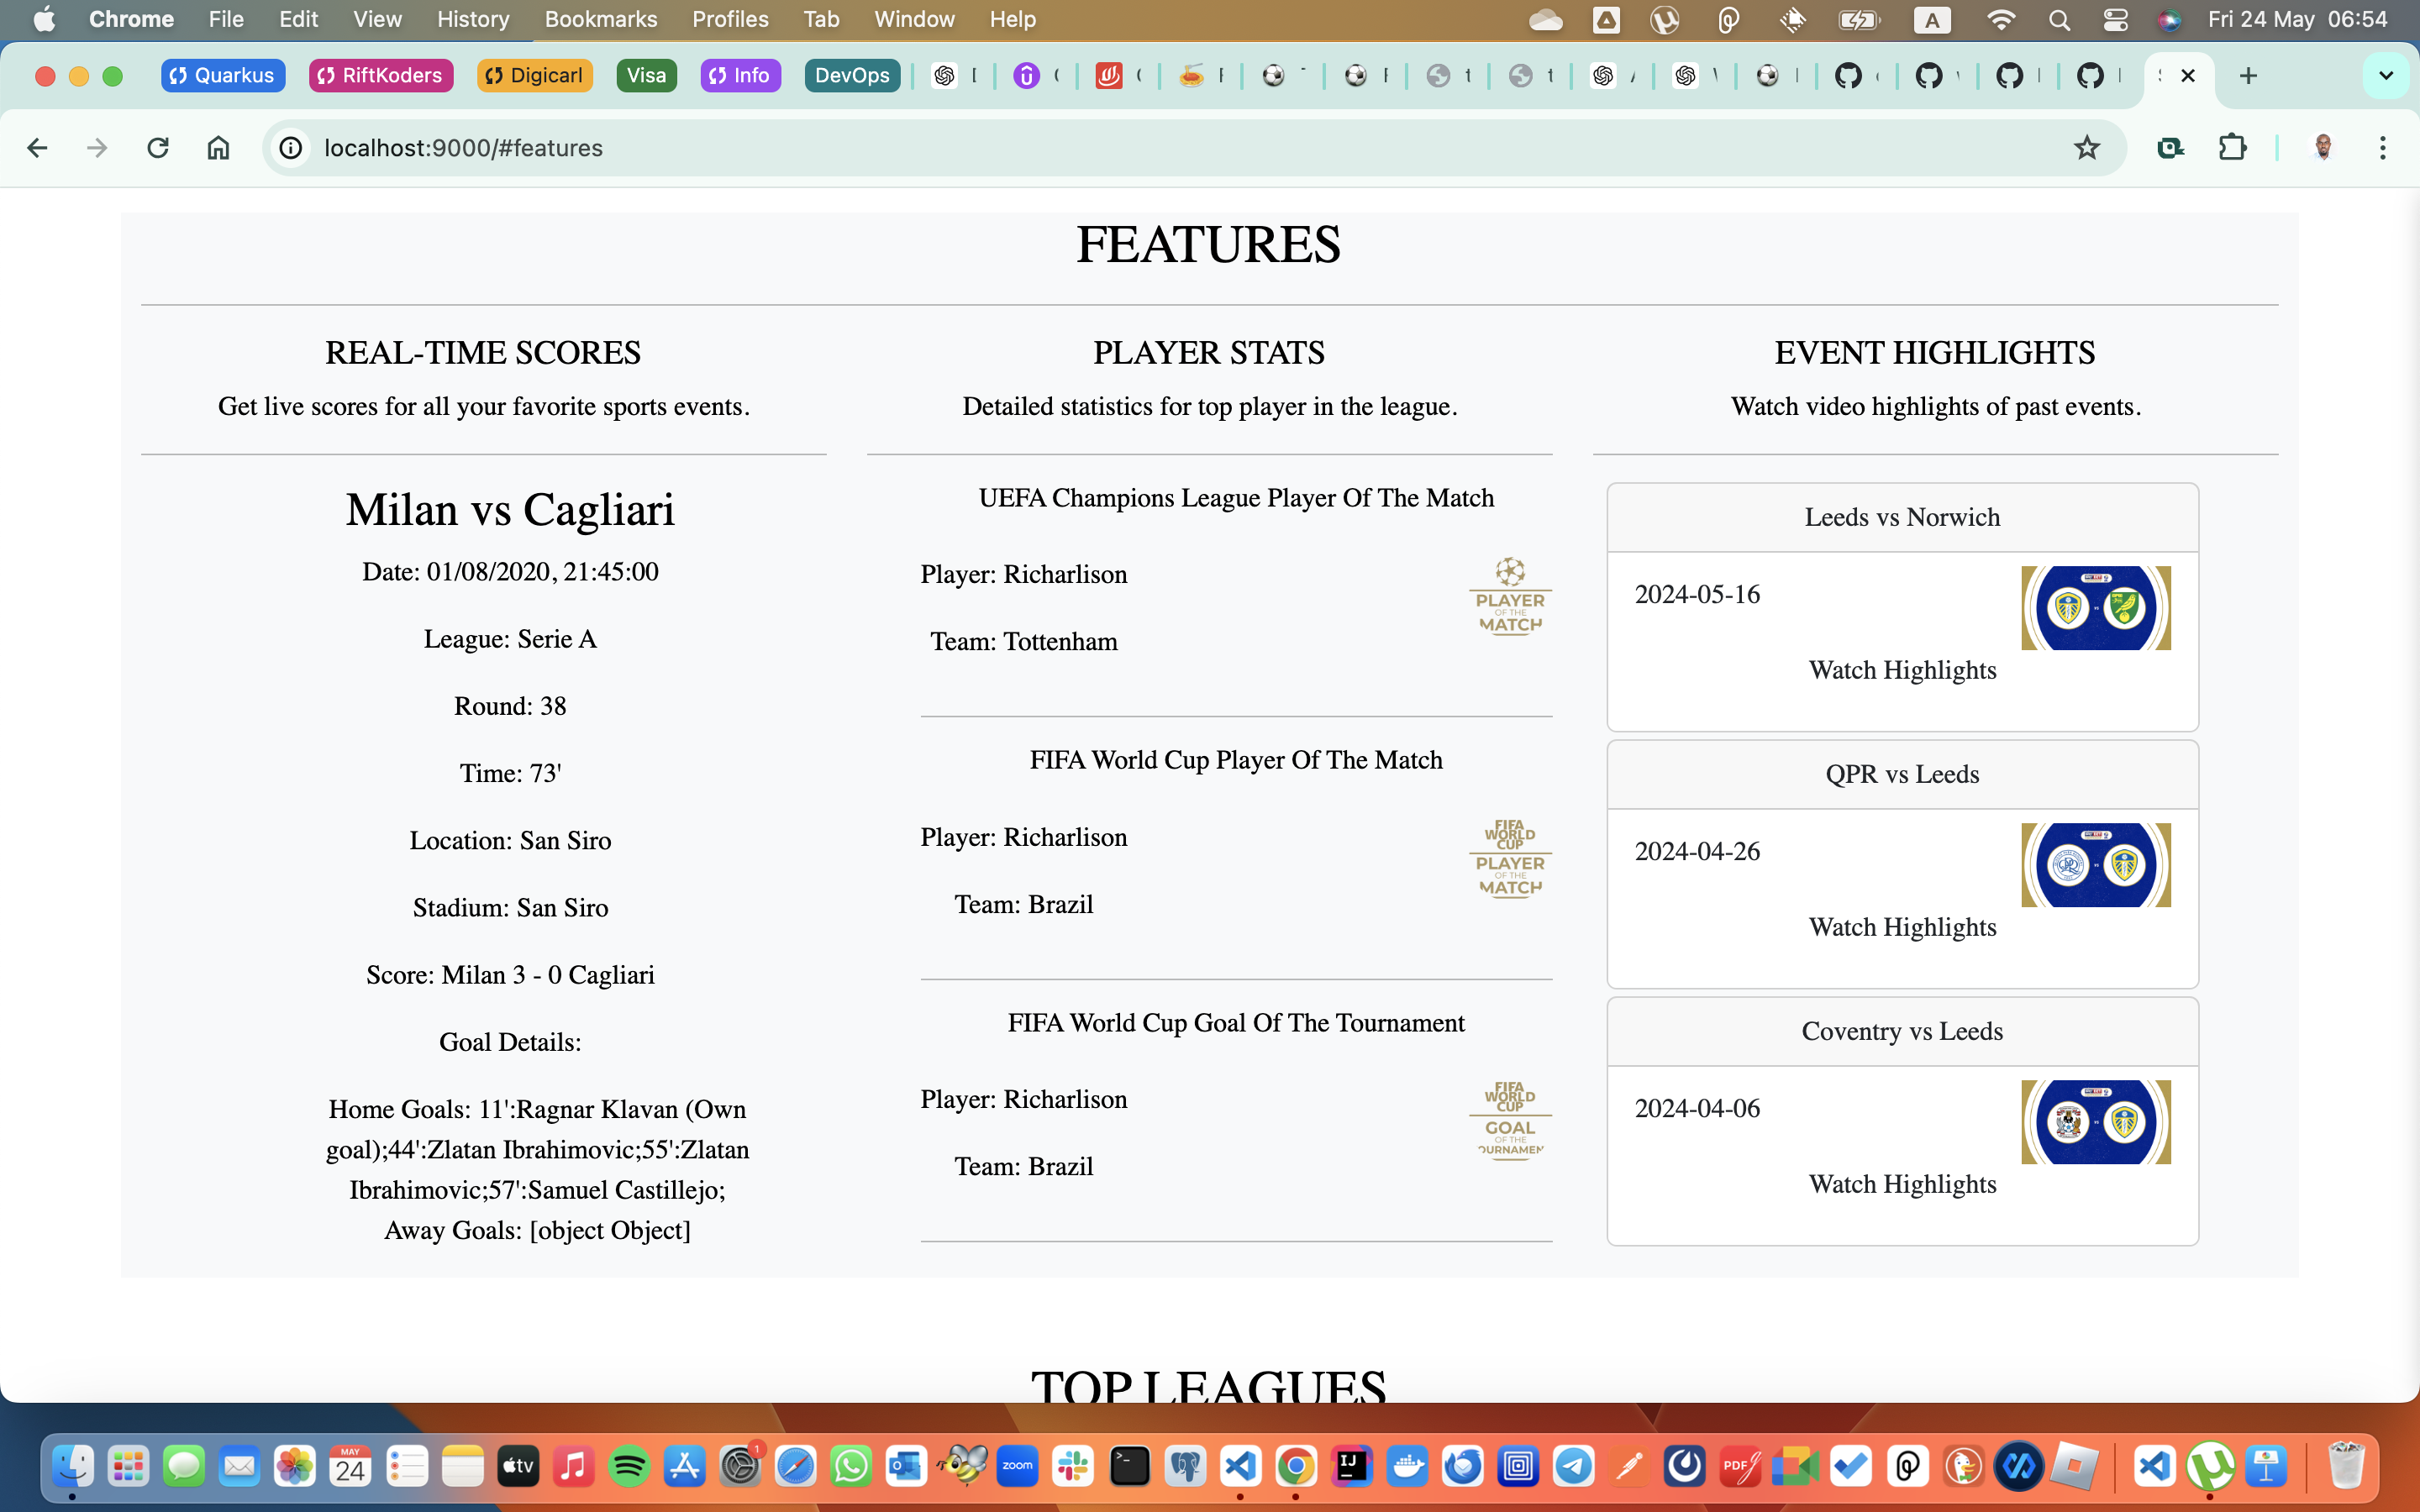 Chrome File Edit View History Bookmarks Profiles Tab Window Help
A
Fri 24 May 06:54
Quarkus RiftKoders Digicarl Visa Info DevOps
localhost:9000/#features
FEATURES
REAL-TIME SCORES
Get live scores for all your favorite sports events.
Milan vs Cagliari
Date: 01/08/2020, 21:45:00
League: Serie A
Round: 38
Time: 73'
Location: San Siro
Stadium: San Siro
Score: Milan 3 - 0 Cagliari
Goal Details:
Home Goals: 11':Ragnar Klavan (Own
goal);44':Zlatan Ibrahimovic;55':Zlatan
Ibrahimovic;57':Samuel Castillejo;
Away Goals: [object Object]
PLAYER STATS
Detailed statistics for top player in the league.
UEFA Champions League Player Of The Match
Player: Richarlison
Team: Tottenham
PLAYER
OF THE
MATCH
FIFA World Cup Player Of The Match
Player: Richarlison
Team: Brazil
FIFA
WORLD
CUP
PLAYER
OF THE
MATCH
FIFA World Cup Goal Of The Tournament
Player: Richarlison
Team: Brazil
FIFA
WORLD
CUP
GOAL
OF THE
OURNAMEN
EVENT HIGHLIGHTS
Watch video highlights of past events.
Leeds vs Norwich
2024-05-16
Watch Highlights
QPR vs Leeds
2024-04-26
Watch Highlights
Coventry vs Leeds
2024-04-06
Watch Highlights
TOP LEAGUES
MAY
24
tv
1
zoom
IJ
PDF